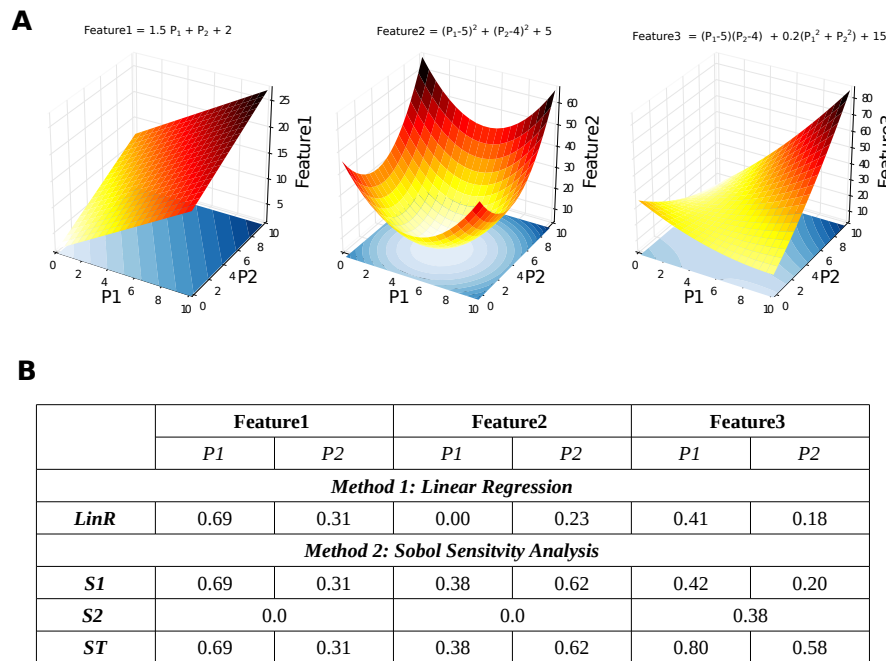 A
Feature1 = 1.5 P₁ + P₂ + 2
Feature2 = (P₁-5)² + (P₂-4)² + 5
Feature3 = (P₁-5)(P₂-4) + 0.2(P₁² + P₂²) + 15
25
20
15
10
5
Feature1
0
2
4
6
8
10
P1
0
2
4
6
8
10
P2
60
50
40
30
20
10
Feature2
0
2
4
6
8
10
P1
0
2
4
6
8
10
P2
80
70
60
50
40
30
20
10
Feature
0
2
4
6
8
10
P1
0
2
4
6
8
10
P2
B
Feature1 Feature2 Feature3
P1 P2 P1 P2 P1 P2
Method 1: Linear Regression
LinR 0.69 0.31 0.00 0.23 0.41 0.18
Method 2: Sobol Sensitvity Analysis
S1 0.69 0.31 0.38 0.62 0.42 0.20
S2 0.0 0.0 0.38
ST 0.69 0.31 0.38 0.62 0.80 0.58